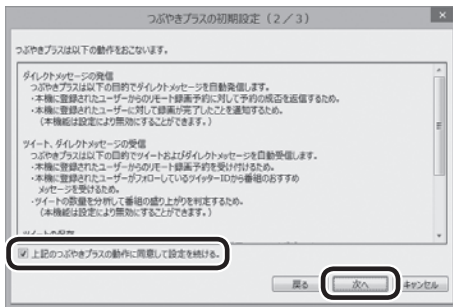 つぶやきプラスの初期設定（2／3）
つぶやきプラスは以下の動作をおこないます。
ダイレクトメッセージの発信
つぶやきプラスは以下の目的でダイレクトメッセージを自動発信します。
・本機に登録されたユーザーからのリモート録画予約に対して予約の成否を返信するため。
・本機に登録されたユーザーに対して録画が完了したことを通知するため。
（本機能は設定により無効にすることができます。）
ツイート、ダイレクトメッセージの受信
つぶやきプラスは以下の目的でツイートおよびダイレクトメッセージを自動受信します。
・本機に登録されたユーザーからのリモート録画予約を受け付けるため。
・本機に登録されたユーザーがフォローしているツイッターIDから番組のおすすめ
メッセージを受けるため。
・ツイートの数量を分析して番組の盛り上がりを判定するため。
（本機能は設定により無効にすることができます。）
上記のつぶやきプラスの動作に同意して設定を続ける。
戻る
次へ
キャンセル